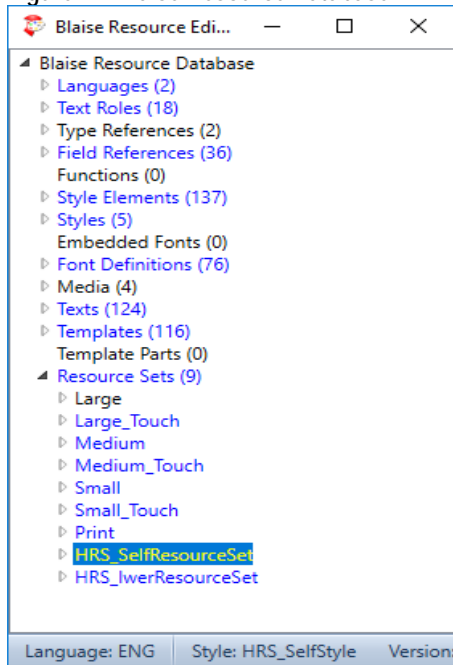 Blaise Resource Edi...
Blaise Resource Database
Languages (2)
Text Roles (18)
Type References (2)
Field References (36)
Functions (0)
Style Elements (137)
Styles (5)
Embedded Fonts (0)
Font Definitions (76)
Media (4)
Texts (124)
Templates (116)
Template Parts (0)
Resource Sets (9)
Large
Large_Touch
Medium
Medium_Touch
Small
Small_Touch
Print
HRS_SelfResourceSet
HRS_IwerResourceSet
Language: ENG Style: HRS_SelfStyle Version: